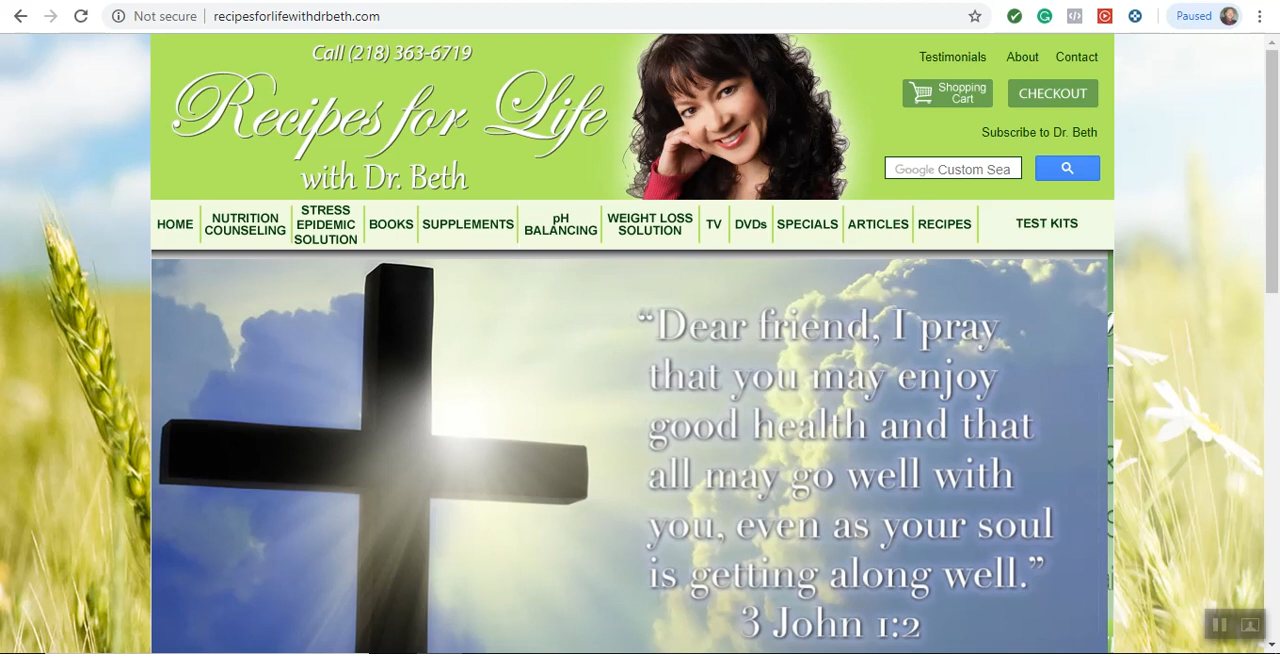 Not secure | recipesforlifewithdrbeth.com
Paused
Call (218) 363-6719
Recipes for Life
with Dr. Beth
Testimonials About Contact
Shopping
Cart
CHECKOUT
Subscribe to Dr. Beth
Google Custom Sea
HOME
NUTRITION
COUNSELING
STRESS
EPIDEMIC
SOLUTION
BOOKS
SUPPLEMENTS
pH
BALANCING
WEIGHT LOSS
SOLUTION
TV
DVDs
SPECIALS
ARTICLES
RECIPES
TEST KITS
“Dear friend, I pray
that you may enjoy
good health and that
all may go well with
you, even as your soul
is getting along well.”
3 John 1:2